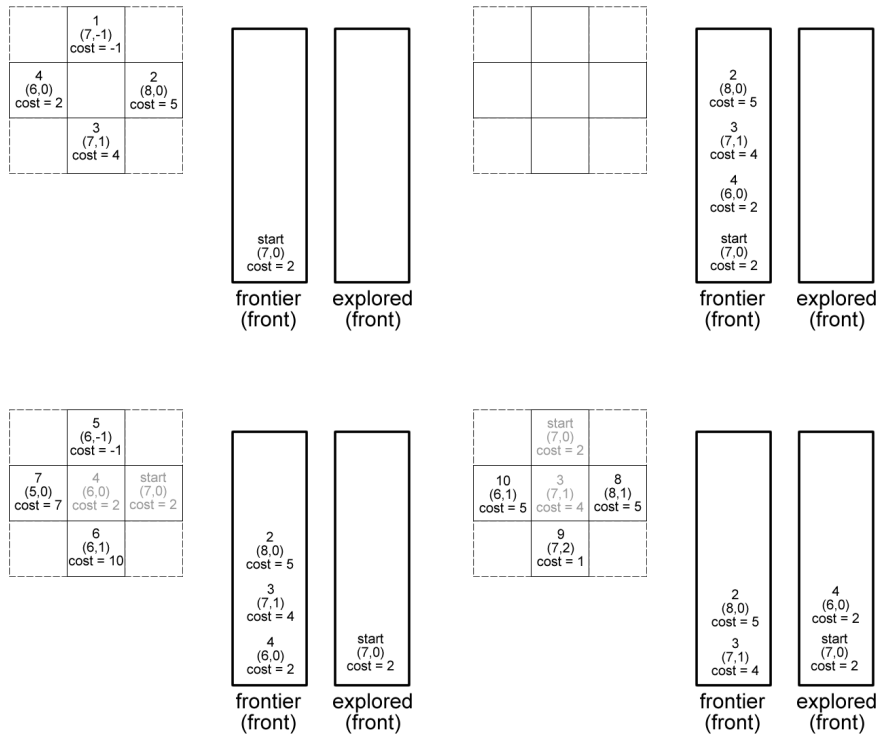 1
(7,-1)
cost = -1
4
(6,0)
cost = 2
2
(8,0)
cost = 5
3
(7,1)
cost = 4
start
(7,0)
cost = 2
frontier
(front)
explored
(front)
2
(8,0)
cost = 5
3
(7,1)
cost = 4
4
(6,0)
cost = 2
start
(7,0)
cost = 2
frontier
(front)
explored
(front)
5
(6,-1)
cost = -1
7
(5,0)
cost = 7
4
(6,0)
cost = 2
start
(7,0)
cost = 2
6
(6,1)
cost = 10
2
(8,0)
cost = 5
3
(7,1)
cost = 4
4
(6,0)
cost = 2
start
(7,0)
cost = 2
frontier
(front)
explored
(front)
start
(7,0)
cost = 2
10
(6,1)
cost = 5
3
(7,1)
cost = 4
8
(8,1)
cost = 5
9
(7,2)
cost = 1
2
(8,0)
cost = 5
3
(7,1)
cost = 4
4
(6,0)
cost = 2
start
(7,0)
cost = 2
frontier
(front)
explored
(front)